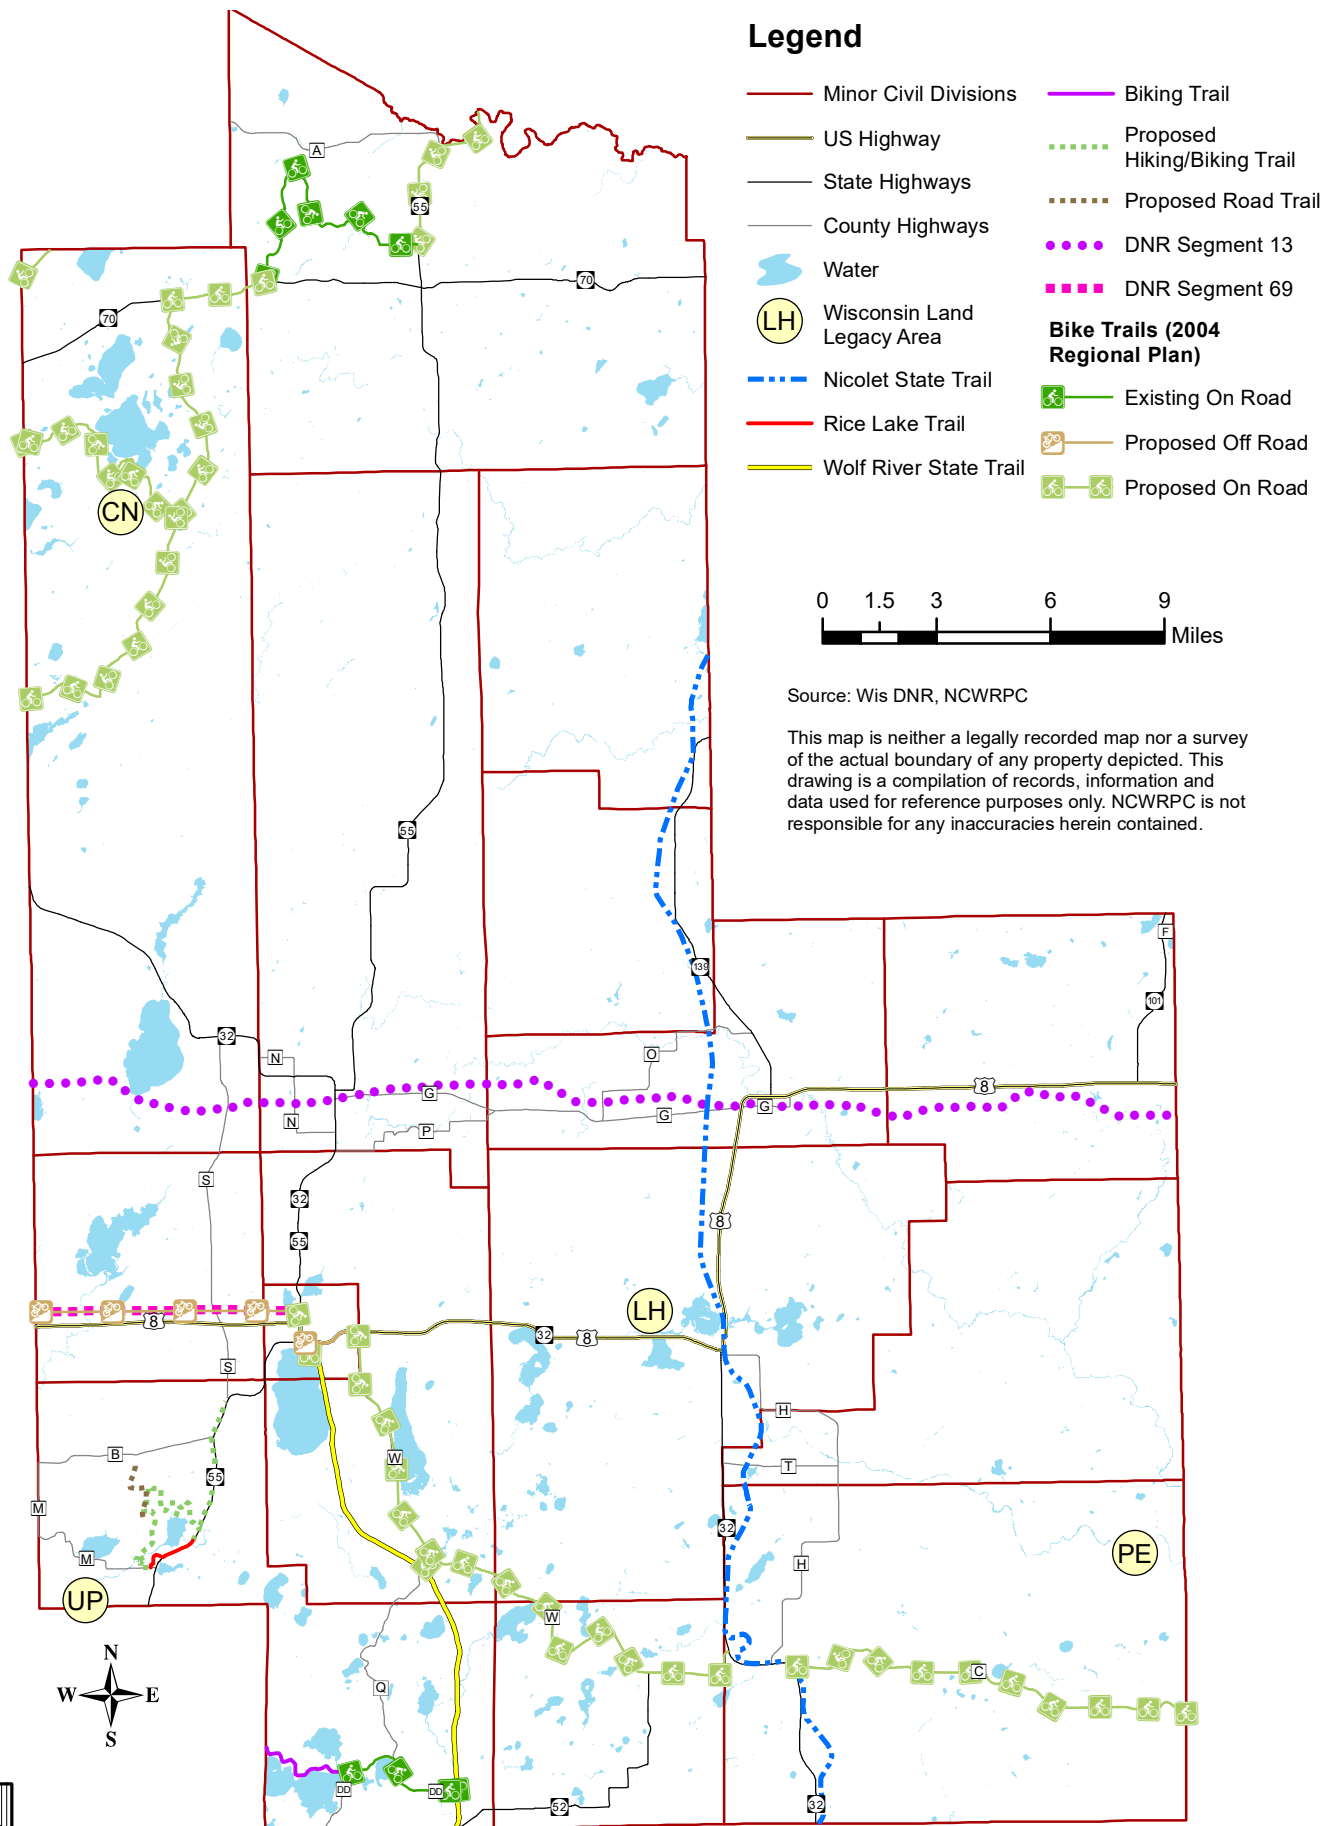 Legend
Minor Civil Divisions
US Highway
State Highways
County Highways
Water
LH
Wisconsin Land
Legacy Area
Nicolet State Trail
Rice Lake Trail
Wolf River State Trail
Biking Trail
Proposed
Hiking/Biking Trail
Proposed Road Trail
DNR Segment 13
DNR Segment 69
Bike Trails (2004
Regional Plan)
Existing On Road
Proposed Off Road
Proposed On Road
0 1.5 3 6 9
Miles
Source: Wis DNR, NCWRPC
This map is neither a legally recorded map nor a survey
of the actual boundary of any property depicted. This
drawing is a compilation of records, information and
data used for reference purposes only. NCWRPC is not
responsible for any inaccuracies herein contained.
A
55
70
70
CN
55
F
139
101
32
N
O
8
G
G
G
N
P
S
32
8
55
LH
8
32
8
S
H
B
W
T
55
M
32
M
H
PE
UP
W
N
W E
S
C
Q
DD
DD
52
32